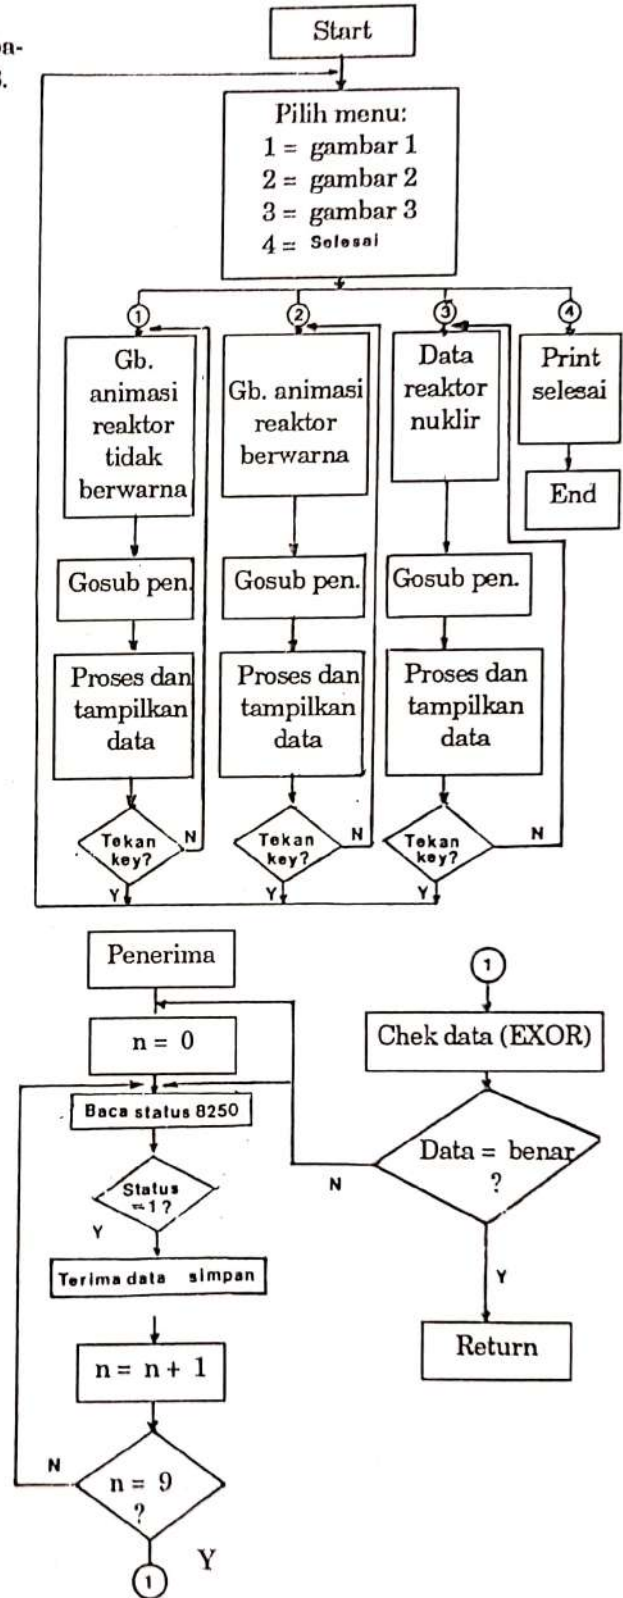 Start
Pilih menu:
1 = gambar 1
2 = gambar 2
3 = gambar 3
4 = Selesai
1
2
3
4
Gb.
animasi
reaktor
tidak
berwarna
Gb. animasi
reaktor
berwarna
Data
reaktor
nuklir
Print
selesai
End
Gosub pen.
Gosub pen.
Gosub pen.
Proses dan
tampilkan
data
Proses dan
tampilkan
data
Proses dan
tampilkan
data
Tekan
key?
N
Y
Tekan
key?
N
Y
Tekan
key?
N
Y
Penerima
n = 0
Baca status 8250
Status
=1?
Y
Terima data simpan
n = n + 1
N
n = 9
?
Y
1
1
Chek data (EXOR)
Data = benar
?
N
Y
Return